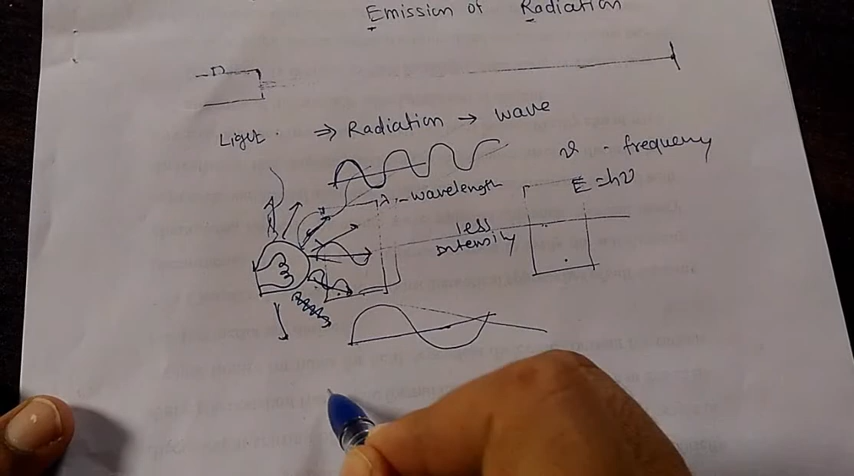 Emission of Radiation
Light. ⇒ Radiation → wave
ν - frequency
λ - wavelength
E = hν
less
Intensity